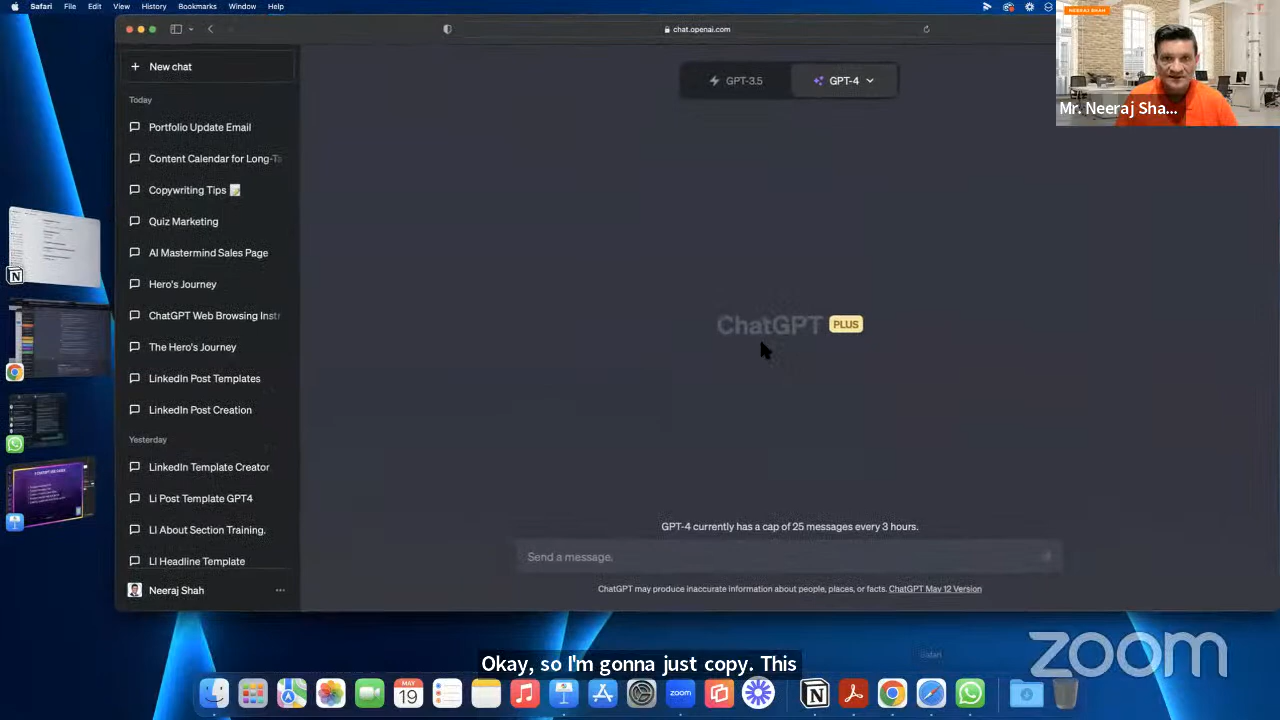 Safari File Edit View History Bookmarks Window Help
chat.openai.com
NEERAJ SHAH
Mr. Neeraj Sha...
New chat
GPT-3.5
GPT-4
Today
Portfolio Update Email
Content Calendar for Long-Ta
Copywriting Tips
Quiz Marketing
AI Mastermind Sales Page
Hero's Journey
ChatGPT Web Browsing Instr
The Hero's Journey
LinkedIn Post Templates
LinkedIn Post Creation
Yesterday
LinkedIn Template Creator
Li Post Template GPT4
LI About Section Training.
LI Headline Template
Neeraj Shah
ChatGPT PLUS
GPT-4 currently has a cap of 25 messages every 3 hours.
Send a message.
ChatGPT may produce inaccurate information about people, places, or facts. ChatGPT May 12 Version
Okay, so I'm gonna just copy. This
Safari
zoom
MAY
19
zoom